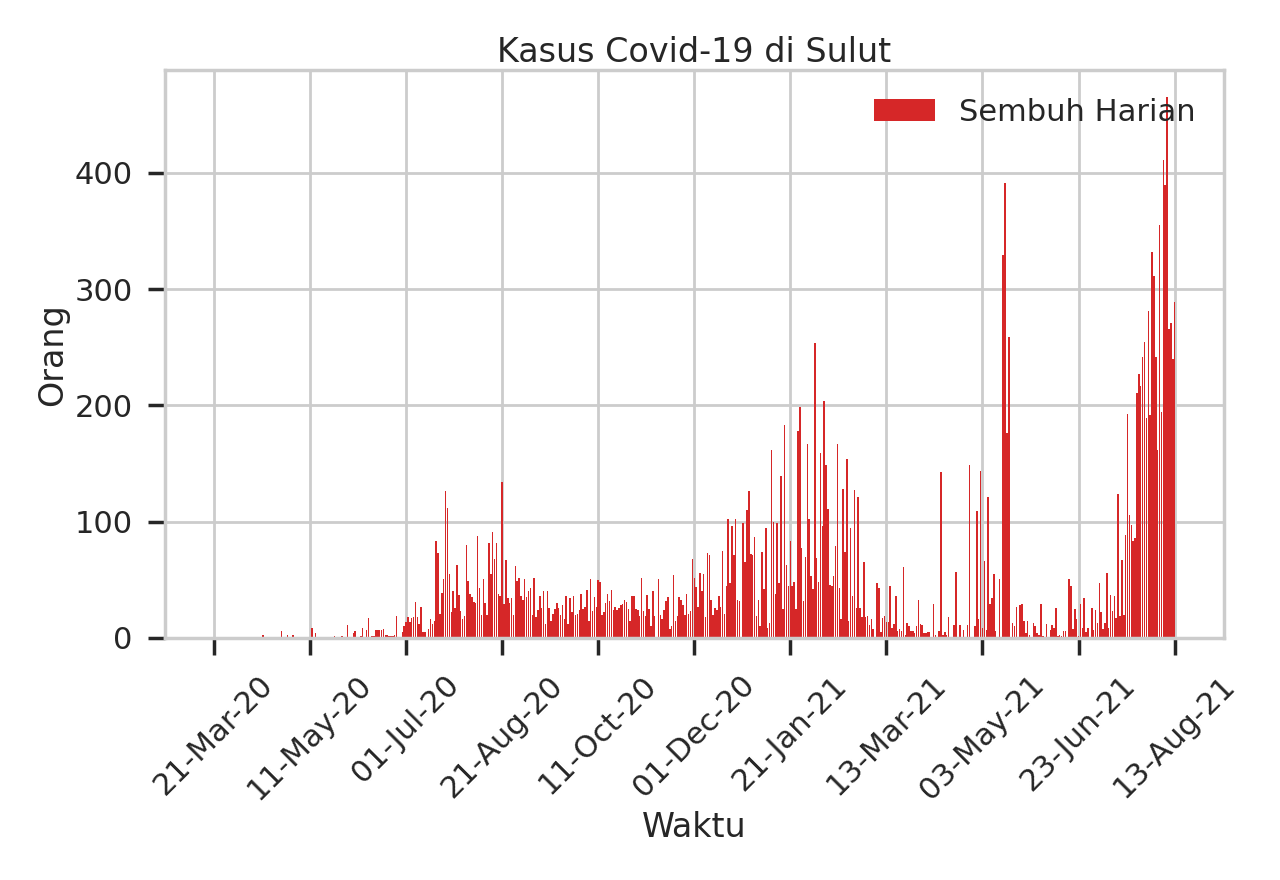 Kasus Covid-19 di Sulut
Sembuh Harian
Orang
400
300
200
100
0
21-Mar-20
11-May-20
01-Jul-20
21-Aug-20
11-Oct-20
01-Dec-20
21-Jan-21
13-Mar-21
03-May-21
23-Jun-21
13-Aug-21
Waktu